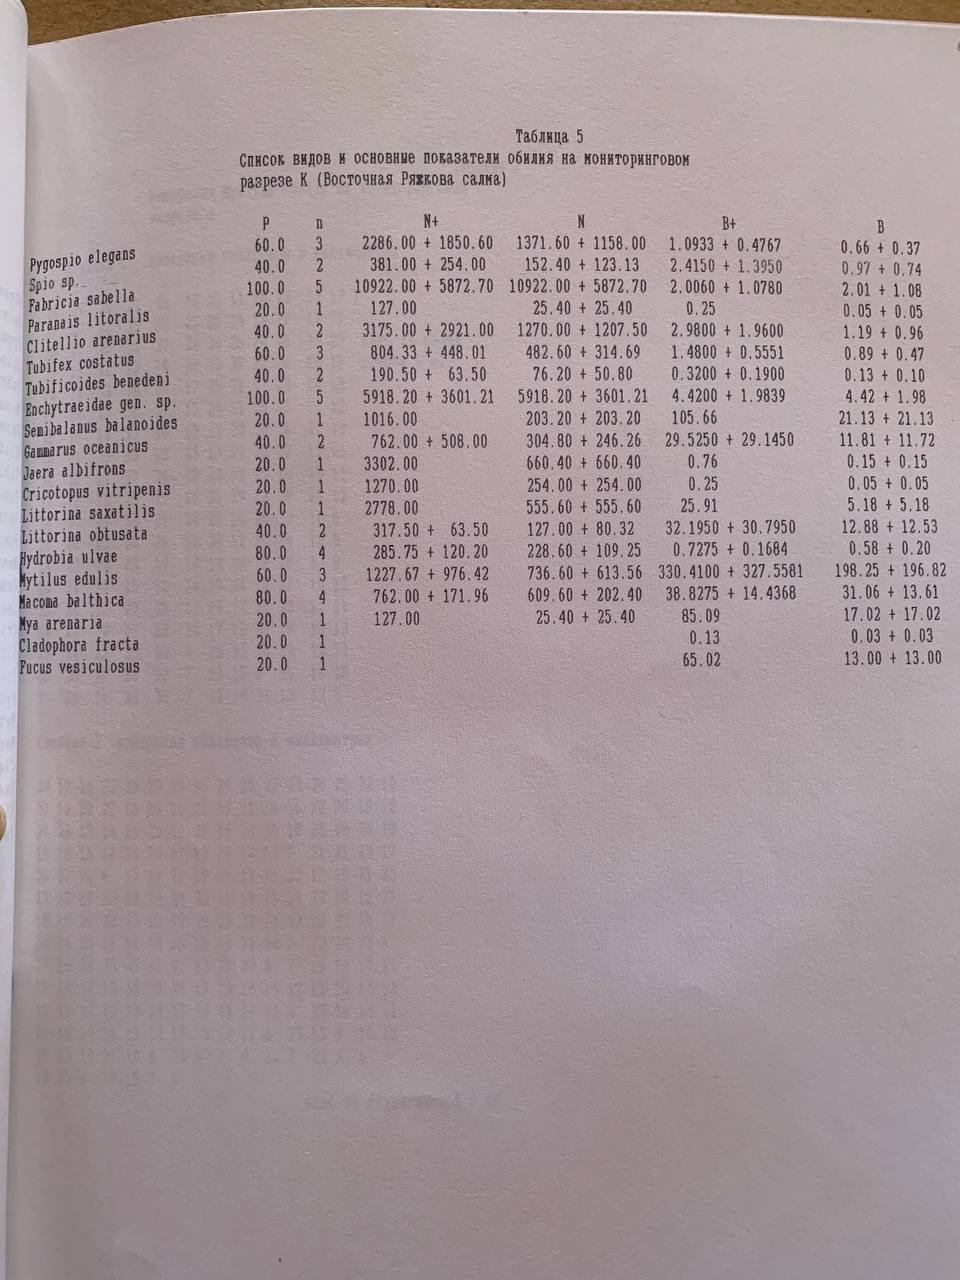 Таблица 5
Список видов и основные показатели обилия на мониторинговом
разрезе К (Восточная Ряжкова салма)
P n N+ N B+ B
Pygospio elegans 60.0 3 2286.00 + 1850.60 1371.60 + 1158.00 1.0933 + 0.4767 0.66 + 0.37
Spio sp. 40.0 2 381.00 + 254.00 152.40 + 123.13 2.4150 + 1.3950 0.97 + 0.74
Fabricia sabella 100.0 5 10922.00 + 5872.70 10922.00 + 5872.70 2.0060 + 1.0780 2.01 + 1.08
Paranais litoralis 20.0 1 127.00 25.40 + 25.40 0.25 0.05 + 0.05
Clitellio arenarius 40.0 2 3175.00 + 2921.00 1270.00 + 1207.50 2.9800 + 1.9600 1.19 + 0.96
Tubifex costatus 60.0 3 804.33 + 448.01 482.60 + 314.69 1.4800 + 0.5551 0.89 + 0.47
Tubificoides benedeni 40.0 2 190.50 + 63.50 76.20 + 50.80 0.3200 + 0.1900 0.13 + 0.10
Enchytraeidae gen. sp. 100.0 5 5918.20 + 3601.21 5918.20 + 3601.21 4.4200 + 1.9839 4.42 + 1.98
Semibalanus balanoides 20.0 1 1016.00 203.20 + 203.20 105.66 21.13 + 21.13
Gammarus oceanicus 40.0 2 762.00 + 508.00 304.80 + 246.26 29.5250 + 29.1450 11.81 + 11.72
Jaera albifrons 20.0 1 3302.00 660.40 + 660.40 0.76 0.15 + 0.15
Cricotopus vitripenis 20.0 1 1270.00 254.00 + 254.00 0.25 0.05 + 0.05
Littorina saxatilis 20.0 1 2778.00 555.60 + 555.60 25.91 5.18 + 5.18
Littorina obtusata 40.0 2 317.50 + 63.50 127.00 + 80.32 32.1950 + 30.7950 12.88 + 12.53
Hydrobia ulvae 80.0 4 285.75 + 120.20 228.60 + 109.25 0.7275 + 0.1684 0.58 + 0.20
Mytilus edulis 60.0 3 1227.67 + 976.42 736.60 + 613.56 330.4100 + 327.5581 198.25 + 196.82
Macoma balthica 80.0 4 762.00 + 171.96 609.60 + 202.40 38.8275 + 14.4368 31.06 + 13.61
Mya arenaria 20.0 1 127.00 25.40 + 25.40 85.09 17.02 + 17.02
Cladophora fracta 20.0 1 0.13 0.03 + 0.03
Fucus vesiculosus 20.0 1 65.02 13.00 + 13.00